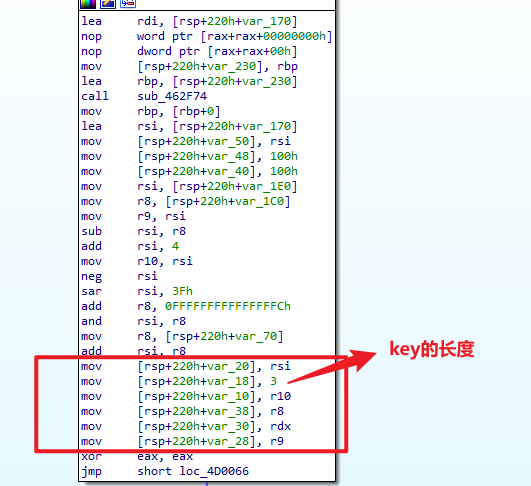 lea     rdi, [rsp+220h+var_170]
nop     word ptr [rax+rax+00000000h]
nop     dword ptr [rax+rax+00h]
mov     [rsp+220h+var_230], rbp
lea     rbp, [rsp+220h+var_230]
call    sub_462F74
mov     rbp, [rbp+0]
lea     rsi, [rsp+220h+var_170]
mov     [rsp+220h+var_50], rsi
mov     [rsp+220h+var_48], 100h
mov     [rsp+220h+var_40], 100h
mov     rsi, [rsp+220h+var_1E0]
mov     r8, [rsp+220h+var_1C0]
mov     r9, rsi
sub     rsi, r8
add     rsi, 4
mov     r10, rsi
neg     rsi
sar     rsi, 3Fh
add     r8, 0FFFFFFFFFFFFFFFCh
and     rsi, r8
mov     r8, [rsp+220h+var_70]
add     rsi, r8
mov     [rsp+220h+var_20], rsi
mov     [rsp+220h+var_18], 3
mov     [rsp+220h+var_10], r10
mov     [rsp+220h+var_38], r8
mov     [rsp+220h+var_30], rdx
mov     [rsp+220h+var_28], r9
xor     eax, eax
jmp     short loc_4D0066
key的长度